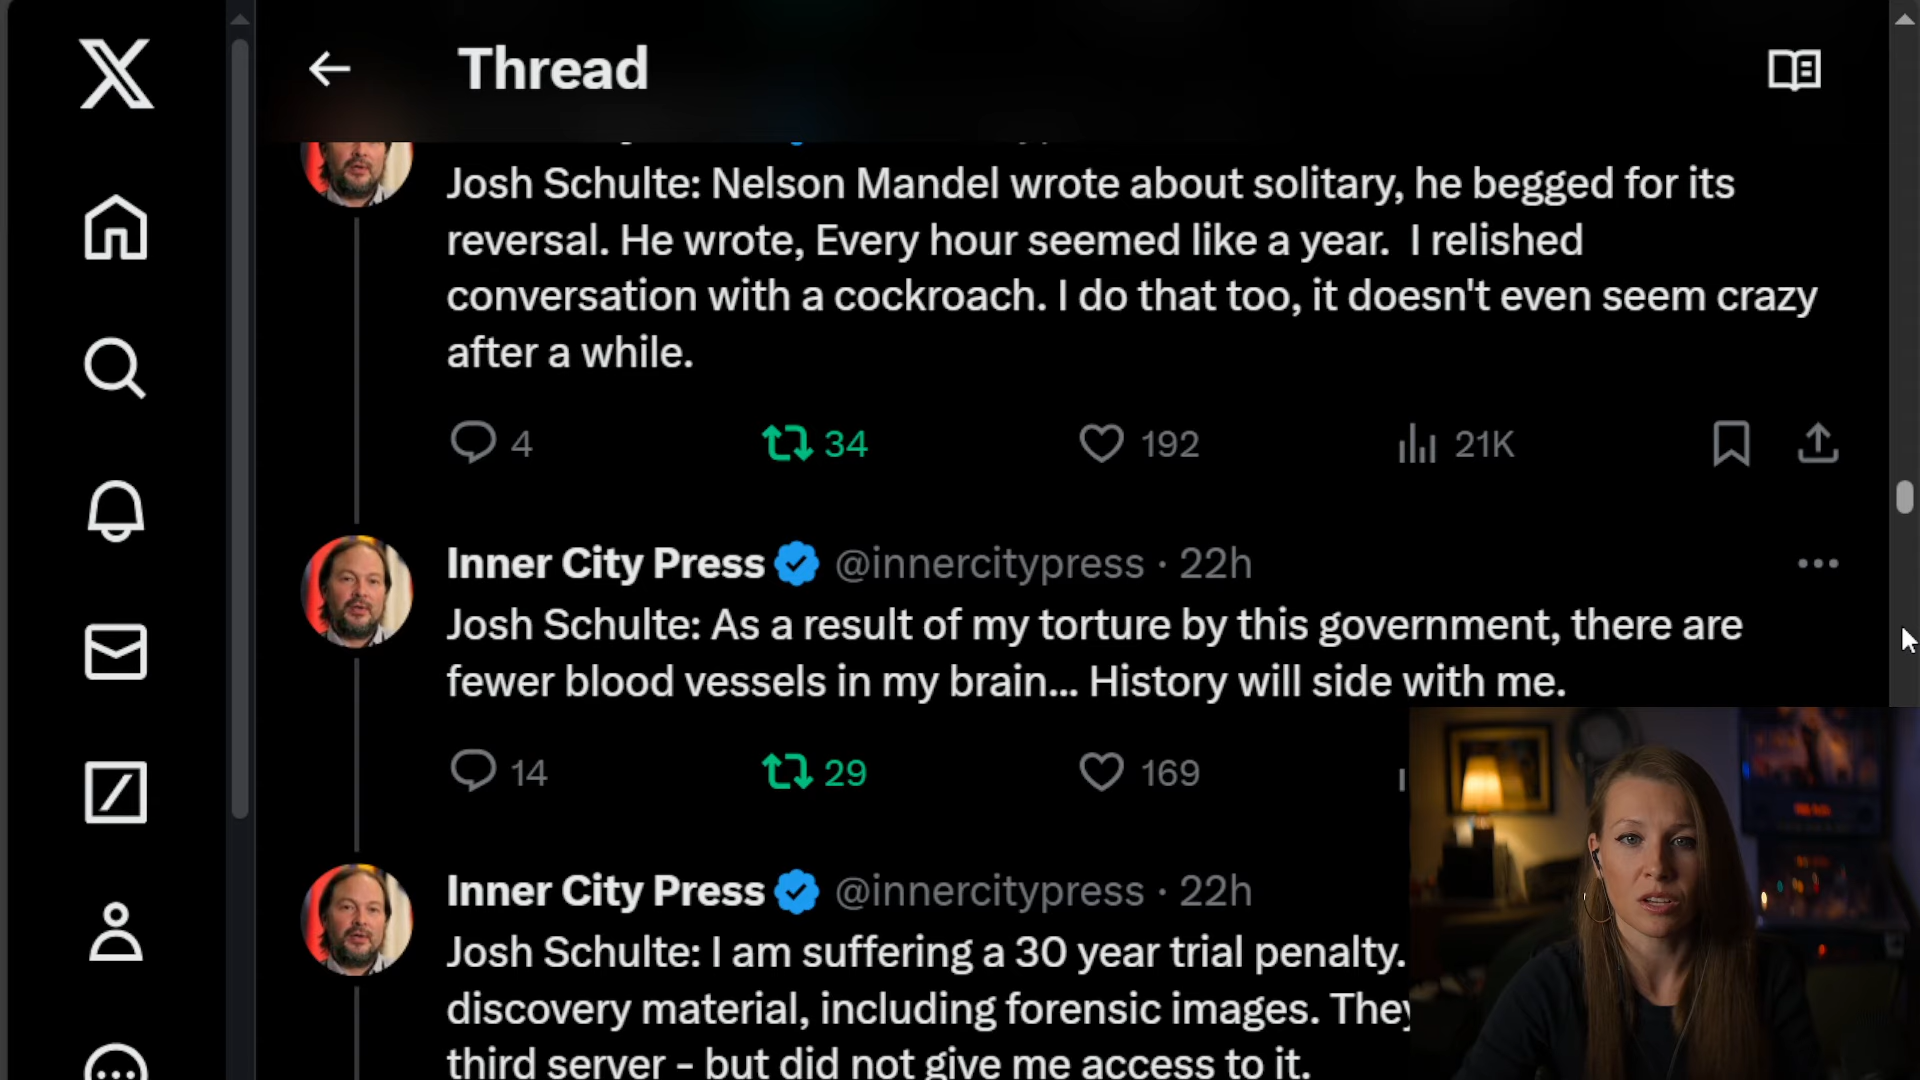 Thread
Josh Schulte: Nelson Mandel wrote about solitary, he begged for its
reversal. He wrote, Every hour seemed like a year.  I relished
conversation with a cockroach. I do that too, it doesn't even seem crazy
after a while.
4 34 192 21K
Inner City Press @innercitypress · 22h
Josh Schulte: As a result of my torture by this government, there are
fewer blood vessels in my brain... History will side with me.
14 29 169
Inner City Press @innercitypress · 22h
Josh Schulte: I am suffering a 30 year trial penalty.
discovery material, including forensic images. They
third server - but did not give me access to it.